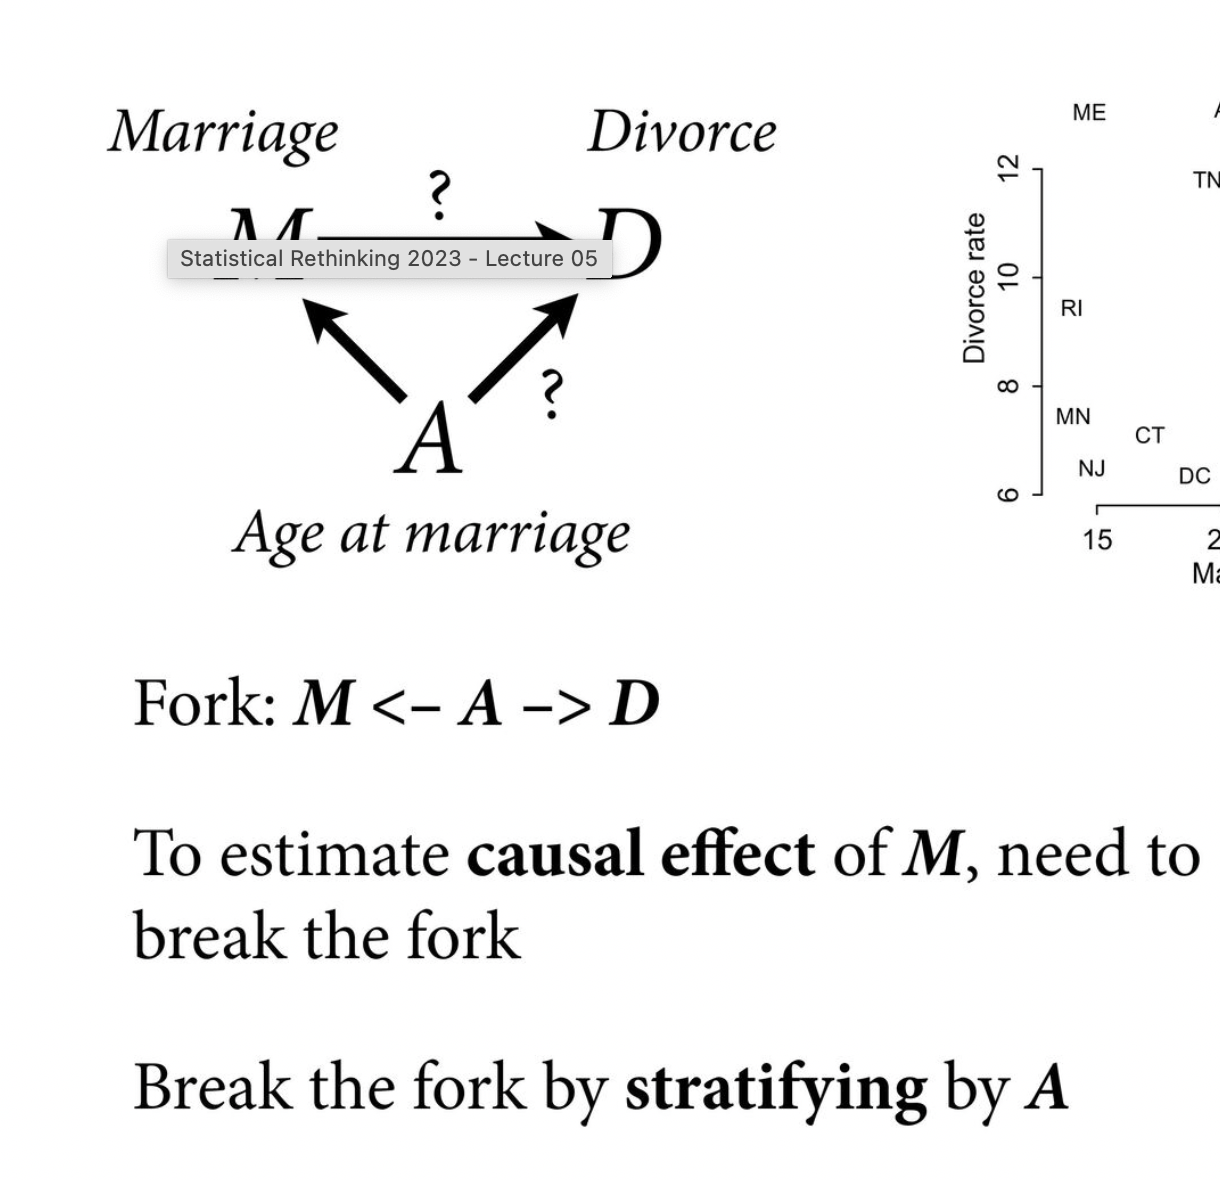 Marriage
Divorce
?
M
D
Statistical Rethinking 2023 - Lecture 05
?
A
Age at marriage
ME
TN
12
10
8
6
Divorce rate
RI
MN
CT
NJ
DC
15
Fork: M <– A –> D
To estimate causal effect of M, need to
break the fork
Break the fork by stratifying by A